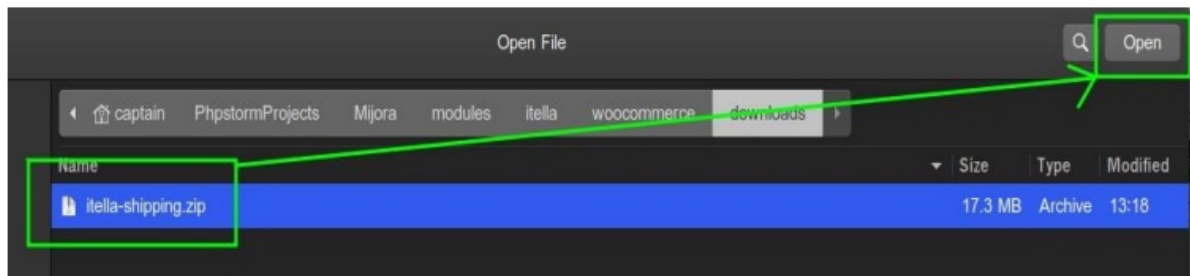 Open File
Open
captain PhpstormProjects Mijora modules itella woocommerce downloads
Name Size Type Modified
itella-shipping.zip 17.3 MB Archive 13:18